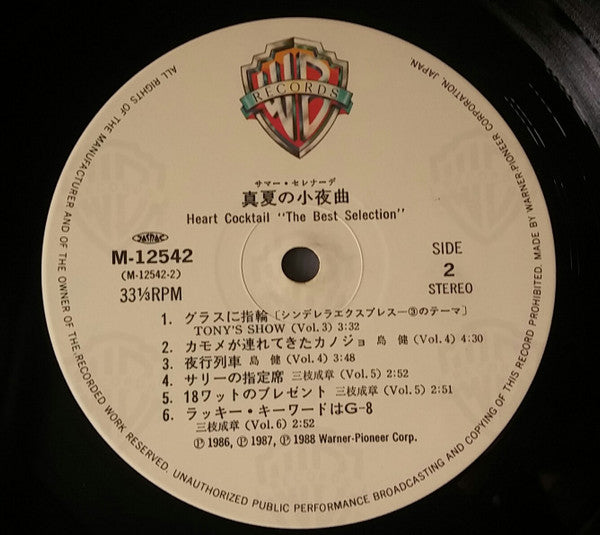 WB
RECORDS
サマー・セレナーデ
真夏の小夜曲
Heart Cocktail "The Best Selection"
JASRAC
M-12542
(M-12542-2)
33⅓RPM
SIDE
2
STEREO
1. グラスに指輪〔シンデレラエクスプレス—③のテーマ〕
TONY'S SHOW (Vol.3) 3:32
2. カモメが連れてきたカノジョ 島 健 (Vol.4) 4:30
3. 夜行列車 島 健 (Vol.4) 3:48
4. サリーの指定席 三枝成章 (Vol.5) 2:52
5. 18ワットのプレゼント 三枝成章 (Vol.5) 2:51
6. ラッキー・キーワードはG-8
三枝成章 (Vol.6) 2:52
Ⓟ 1986, Ⓟ 1987, Ⓟ 1988 Warner-Pioneer Corp.
ALL RIGHTS OF THE MANUFACTURER AND OF THE OWNER OF THE RECORDED WORK RESERVED. UNAUTHORIZED PUBLIC PERFORMANCE BROADCASTING AND COPYING OF THIS RECORD PROHIBITED. MADE BY WARNER-PIONEER CORPORATION, JAPAN